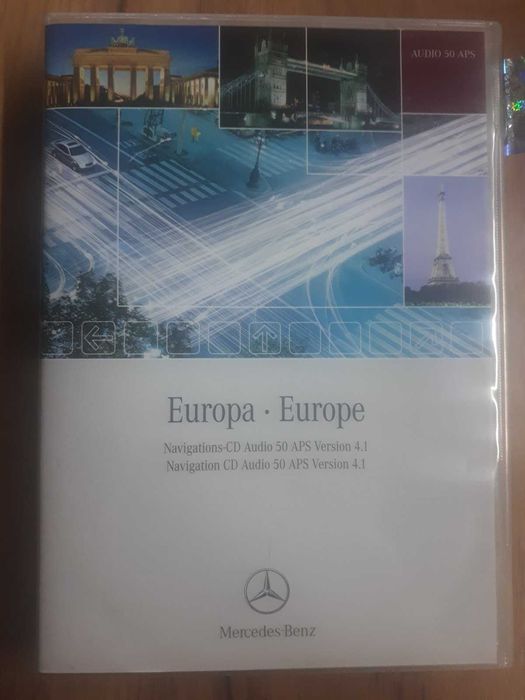 AUDIO 50 APS
Europa · Europe
Navigations-CD Audio 50 APS Version 4.1
Navigation CD Audio 50 APS Version 4.1
Mercedes-Benz